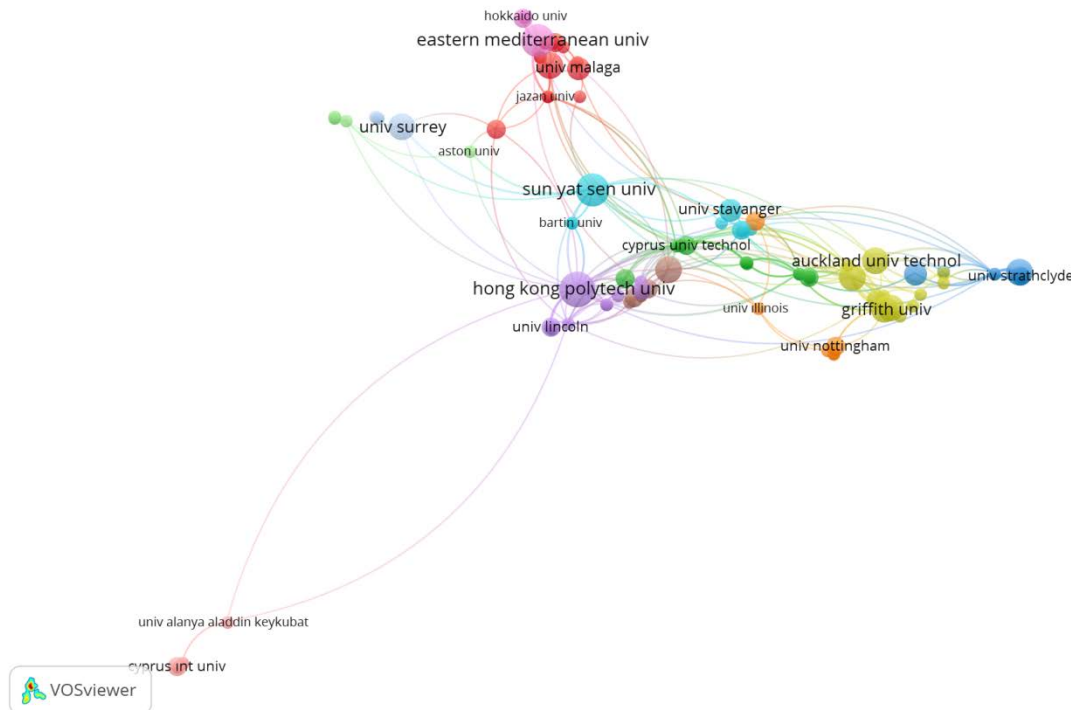 hokkaido univ
eastern mediterranean univ
univ malaga
jazan univ
univ surrey
aston univ
sun yat sen univ
univ stavanger
bartin univ
cyprus univ technol
auckland univ technol
univ strathclyde
hong kong polytech univ
univ illinois
griffith univ
univ lincoln
univ nottingham
univ alanya aladdin keykubat
cyprus int univ
VOSviewer